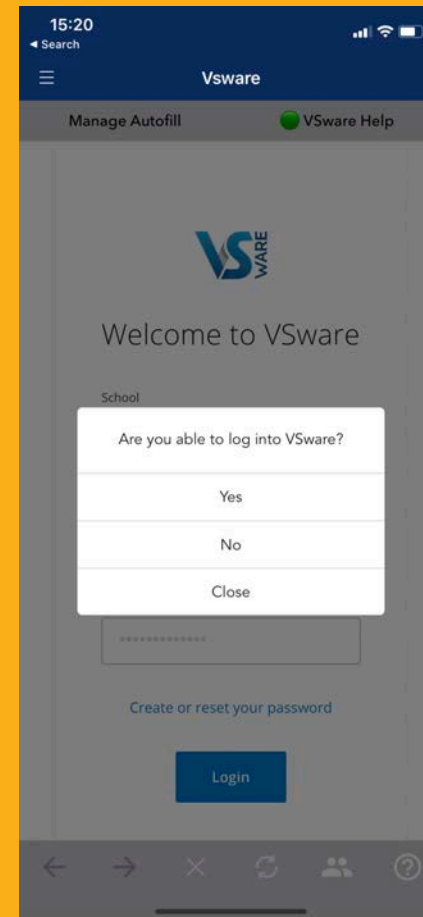 15:20
◄ Search
Vsware
Manage Autofill
VSware Help
VS
WARE
Welcome to VSware
School
Are you able to log into VSware?
Yes
No
Close
*************
Create or reset your password
Login